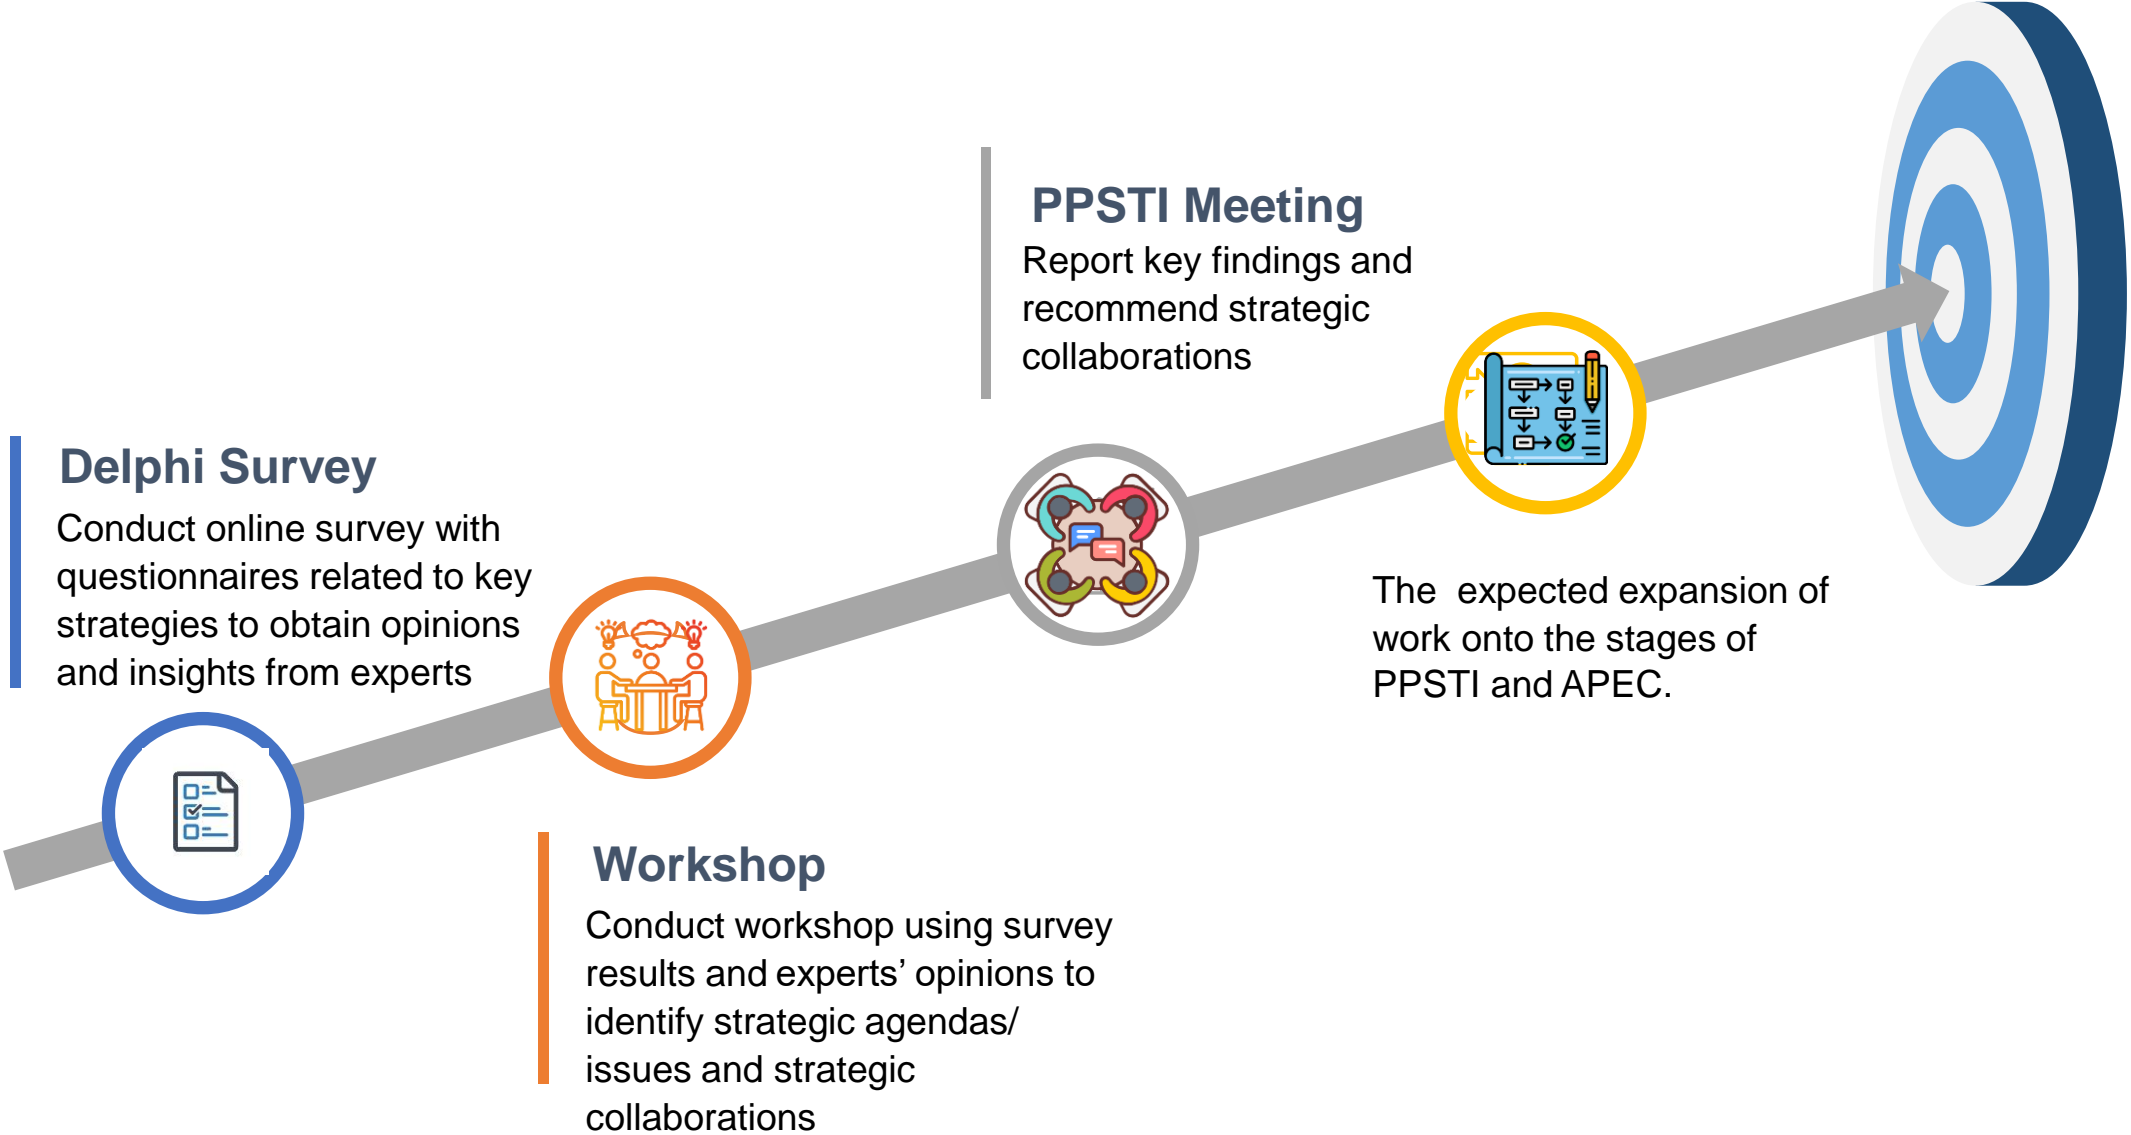 Delphi Survey
Conduct online survey with
questionnaires related to key
strategies to obtain opinions
and insights from experts
Workshop
Conduct workshop using survey
results and experts’ opinions to
identify strategic agendas/
issues and strategic
collaborations
PPSTI Meeting
Report key findings and
recommend strategic
collaborations
The expected expansion of
work onto the stages of
PPSTI and APEC.